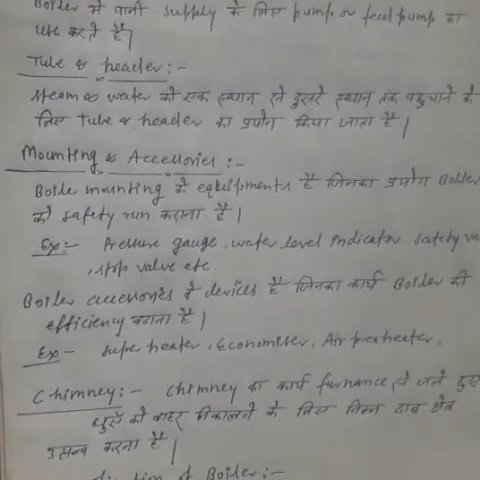 Boiler में पानी supply के लिए pump or feed pump का
use करते है|
Tube & header:-
steam & water को एक स्थान से दुसरे स्थान तक पहुचाने के
लिए Tube & header का प्रयोग किया जाता है|
Mounting & Accessories:-
Boiler mounting वे equipments है जिनका प्रयोग Boiler
को safety run कराना है|
Ex:- Pressure gauge, water level indicator safety va
, stop valve etc.
Boiler accessories वे devices है जिनका कार्य Boiler की
efficiency बढाना है|
Ex- super heater, Economiser, Air preheater.
Chimney:- Chimney का कार्य furnance से जले हुए
धुएँ को बाहर निकालने के लिए निम्न दाब क्षेत्र
उत्पन्न करना है|
of Boiler:-